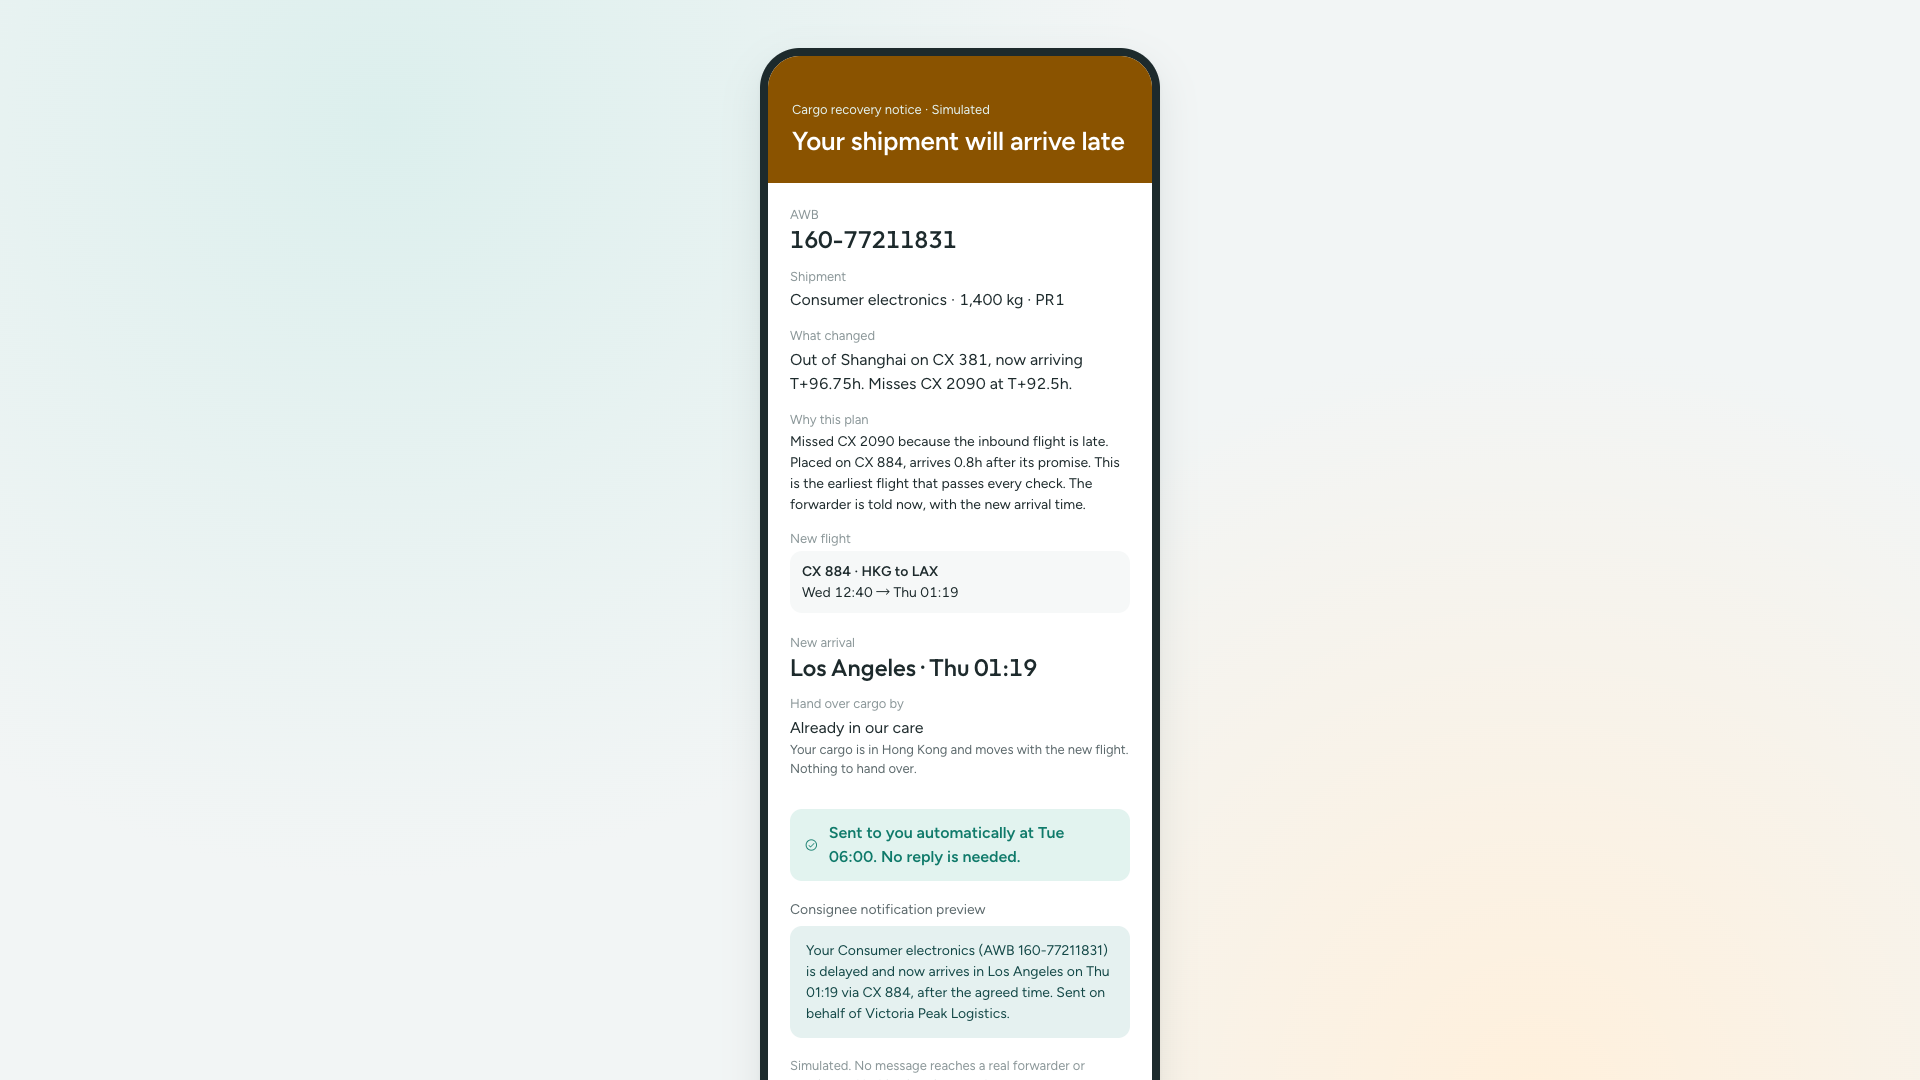 Cargo recovery notice · Simulated
Your shipment will arrive late
AWB
160-77211831
Shipment
Consumer electronics · 1,400 kg · PR1
What changed
Out of Shanghai on CX 381, now arriving
T+96.75h. Misses CX 2090 at T+92.5h.
Why this plan
Missed CX 2090 because the inbound flight is late.
Placed on CX 884, arrives 0.8h after its promise. This
is the earliest flight that passes every check. The
forwarder is told now, with the new arrival time.
New flight
CX 884 · HKG to LAX
Wed 12:40 → Thu 01:19
New arrival
Los Angeles · Thu 01:19
Hand over cargo by
Already in our care
Your cargo is in Hong Kong and moves with the new flight.
Nothing to hand over.
Sent to you automatically at Tue
06:00. No reply is needed.
Consignee notification preview
Your Consumer electronics (AWB 160-77211831)
is delayed and now arrives in Los Angeles on Thu
01:19 via CX 884, after the agreed time. Sent on
behalf of Victoria Peak Logistics.
Simulated. No message reaches a real forwarder or